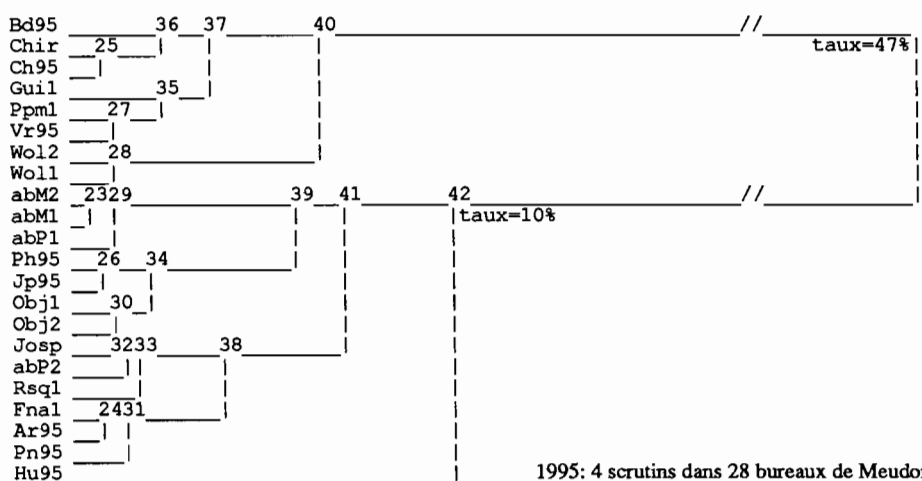 Bd95 36 37 40 //
Chir 25 taux=47%
Ch95
Gui1 35
Ppm1 27
Vr95
Wol2 28
Wol1
abM2 2329 39 41 42 //
abM1 taux=10%
abP1
Ph95 26 34
Jp95
Obj1 30
Obj2
Josp 3233 38
abP2
Rsq1
Fna1 2431
Ar95
Pn95
Hu95 1995: 4 scrutins dans 28 bureaux de Meudon